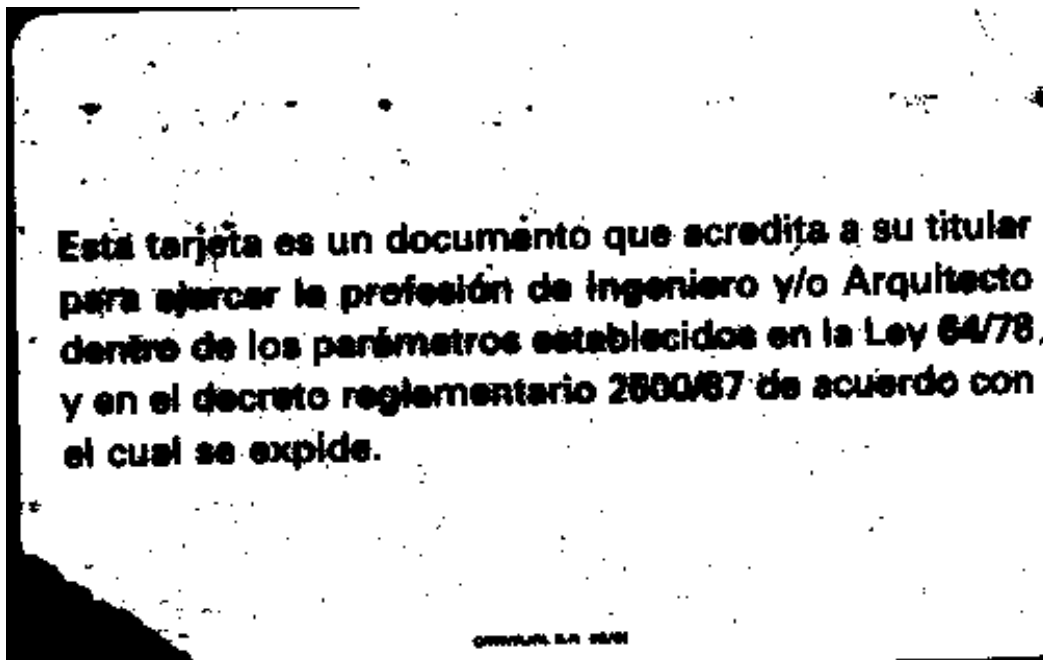 Esta tarjeta es un documento que acredita a su titular
para ejercer la profesión de Ingeniero y/o Arquitecto
dentro de los parámetros establecidos en la Ley 64/78,
y en el decreto reglamentario 2500/87 de acuerdo con
el cual se expide.